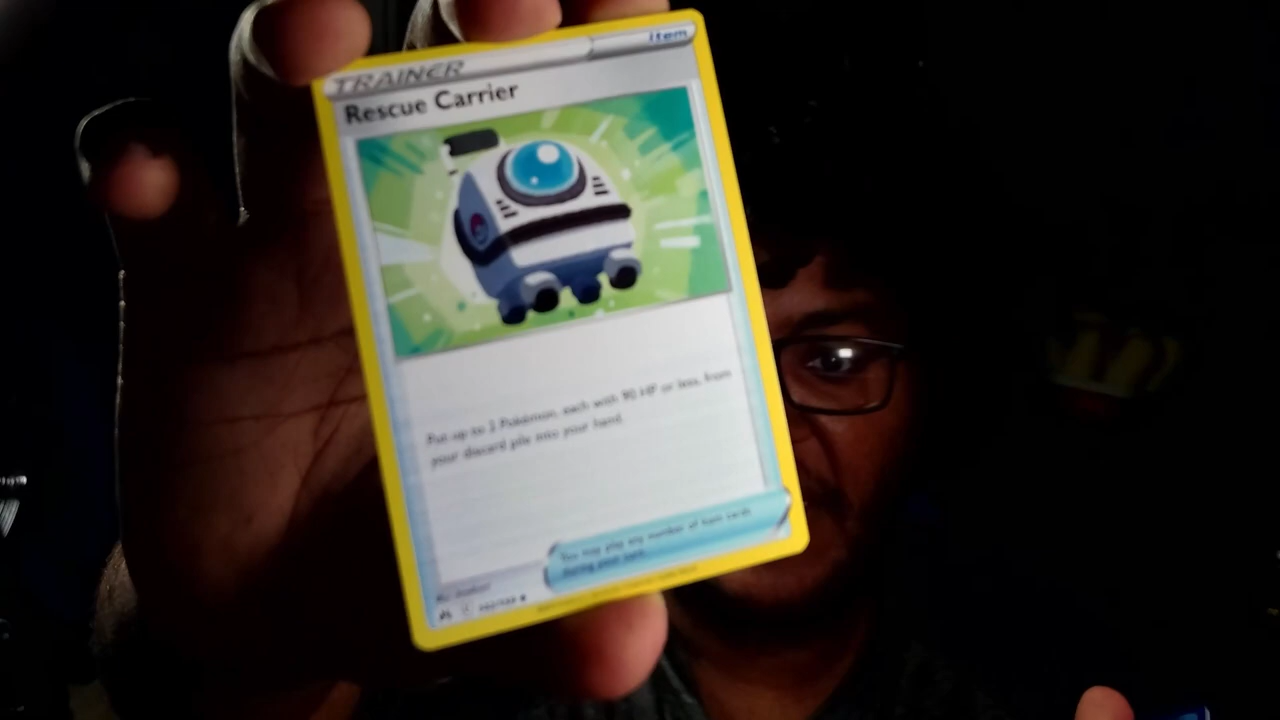 TRAINER
Item
Rescue Carrier
Put up to 2 Pokémon, each with 90 HP or less, from
your discard pile into your hand.
You may play any number of Item cards
during your turn.